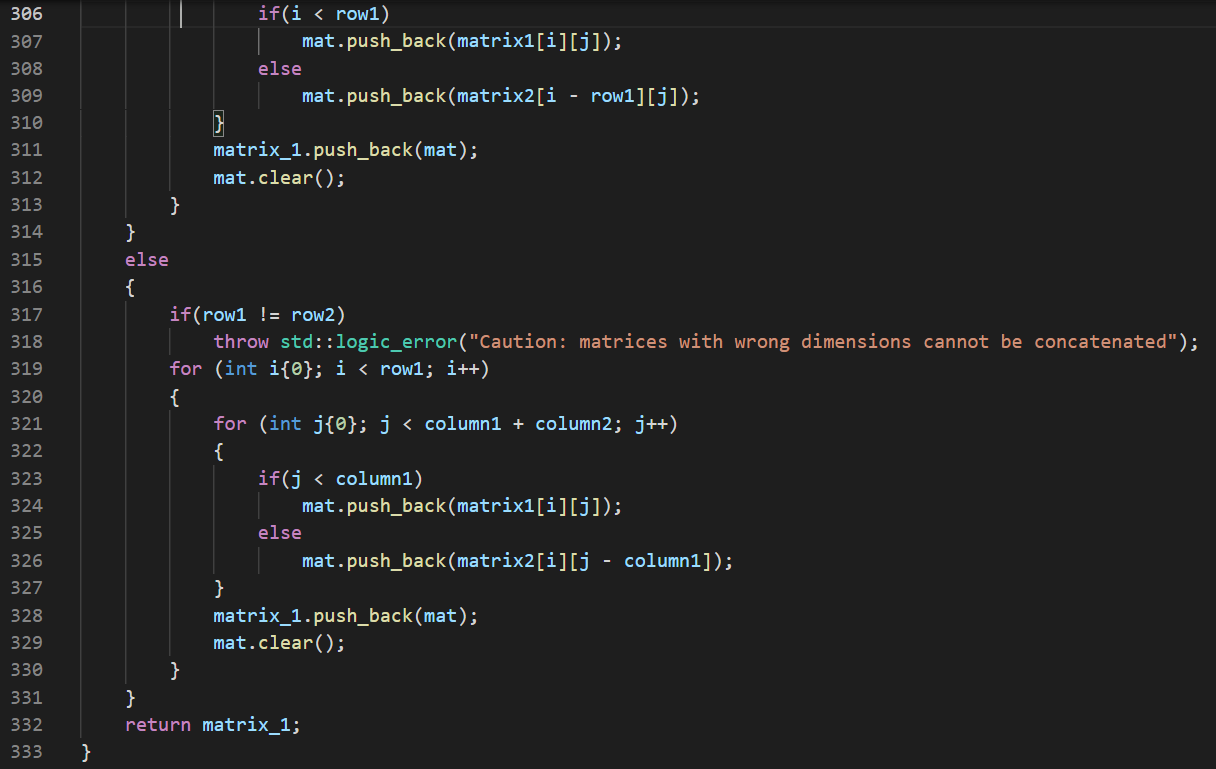 306                 if(i < row1)
307                     mat.push_back(matrix1[i][j]);
308                 else
309                     mat.push_back(matrix2[i - row1][j]);
310             }
311             matrix_1.push_back(mat);
312             mat.clear();
313         }
314     }
315     else
316     {
317         if(row1 != row2)
318             throw std::logic_error("Caution: matrices with wrong dimensions cannot be concatenated");
319         for (int i{0}; i < row1; i++)
320         {
321             for (int j{0}; j < column1 + column2; j++)
322             {
323                 if(j < column1)
324                     mat.push_back(matrix1[i][j]);
325                 else
326                     mat.push_back(matrix2[i][j - column1]);
327             }
328             matrix_1.push_back(mat);
329             mat.clear();
330         }
331     }
332     return matrix_1;
333 }